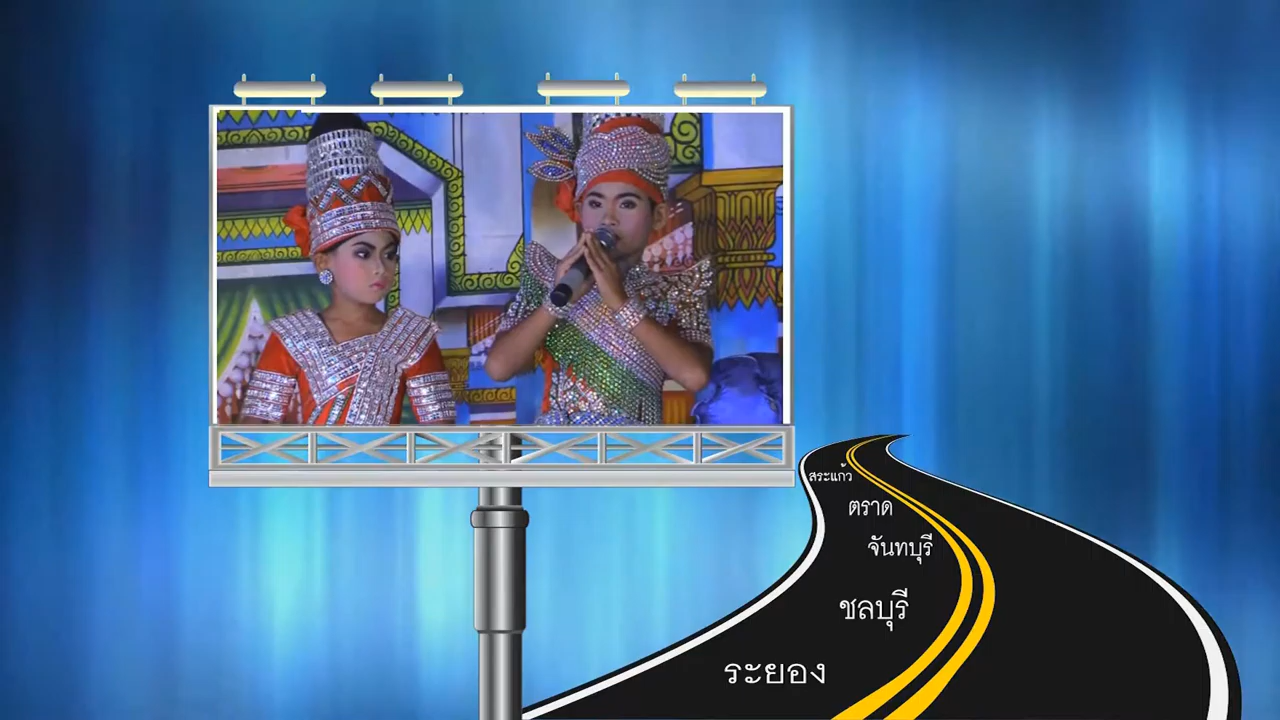 สระแก้ว
ตราด
จันทบุรี
ชลบุรี
ระยอง